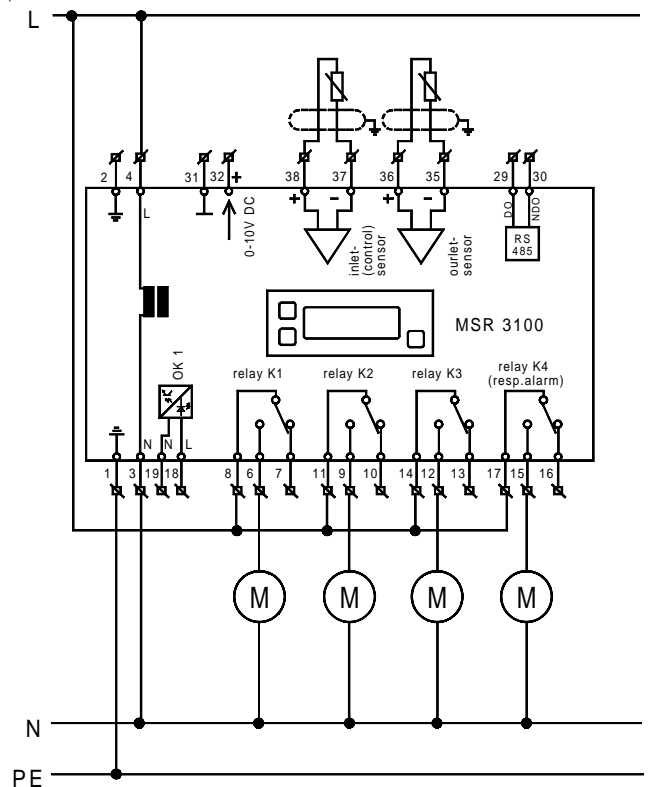 L
2 4 31 32 + 38 37 36 35 29 30
L
0-10V DC
+ - + -
inlet-
(control)
sensor
ourlet-
sensor
DO NDO
RS
485
MSR 3100
OK 1
relay K1 relay K2 relay K3 relay K4
(resp.alarm)
N N L
1 3 19 18 8 6 7 11 9 10 14 12 13 17 15 16
M M M M
N
PE